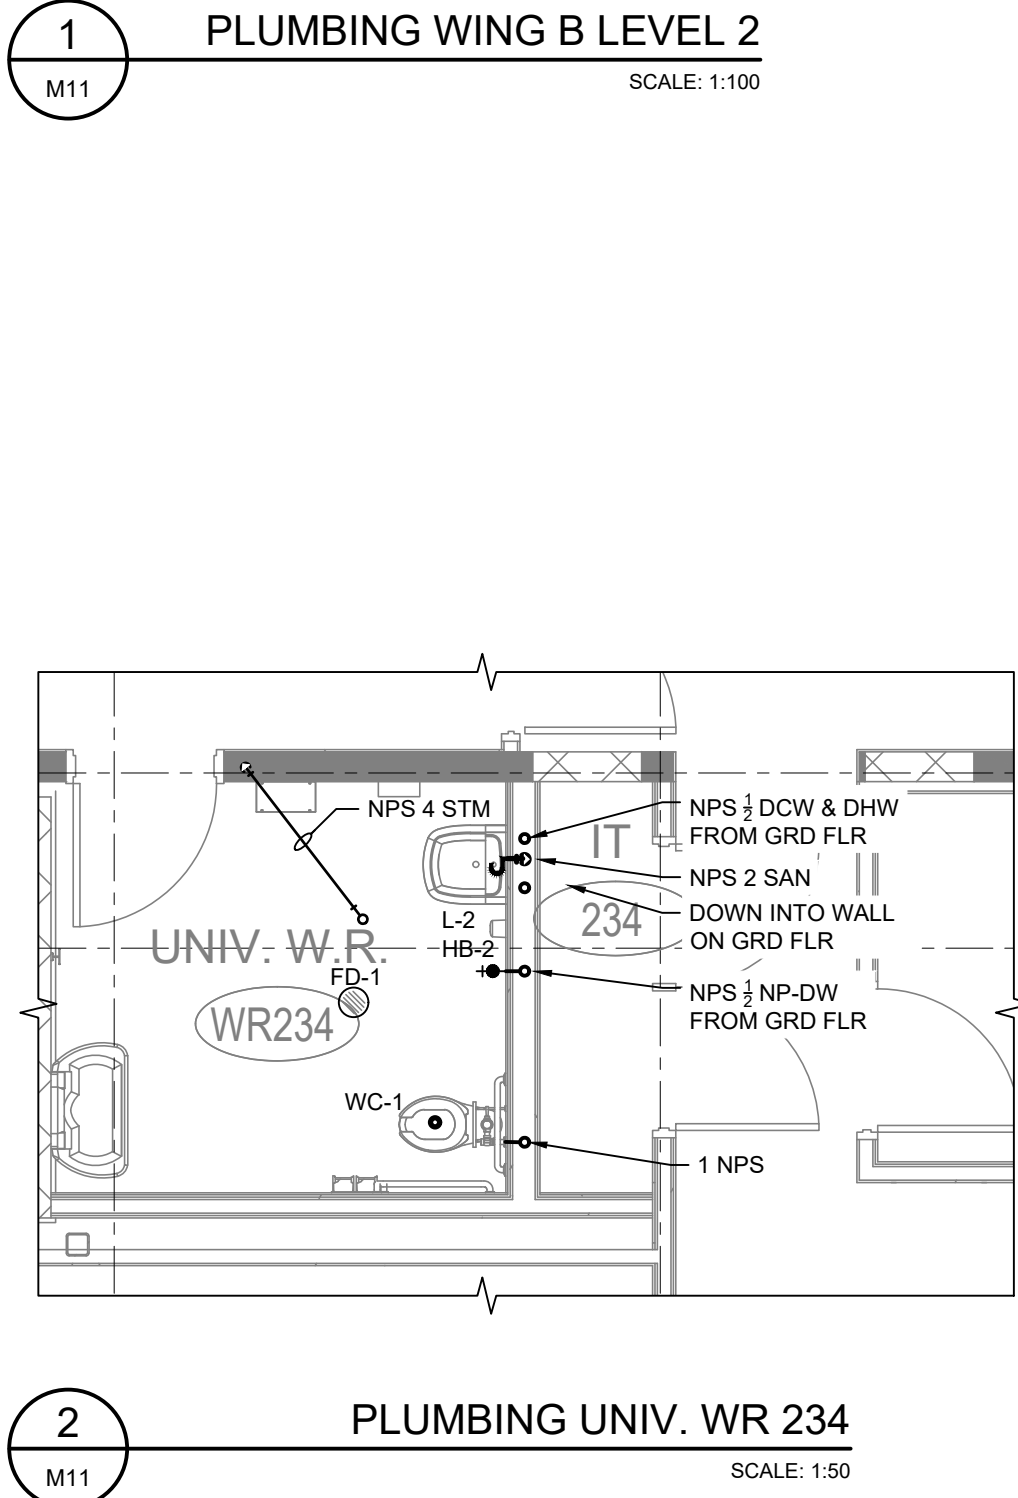 1
M11
PLUMBING WING B LEVEL 2
SCALE: 1:100
NPS 4 STM
IT
NPS ½ DCW & DHW
FROM GRD FLR
NPS 2 SAN
234
DOWN INTO WALL
ON GRD FLR
L-2
HB-2
UNIV. W.R.
FD-1
WR234
NPS ½ NP-DW
FROM GRD FLR
WC-1
1 NPS
2
M11
PLUMBING UNIV. WR 234
SCALE: 1:50